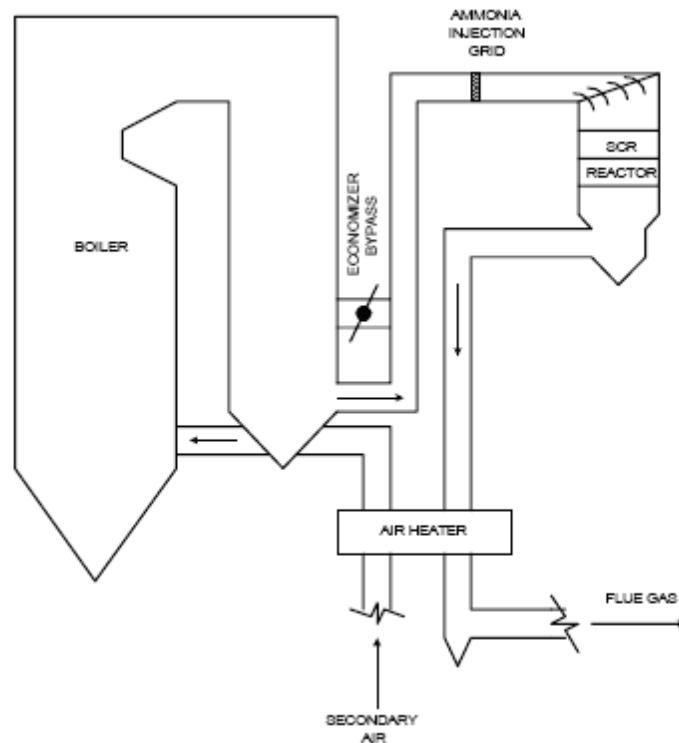 AMMONIA
INJECTION
GRID
SCR
REACTOR
ECONOMIZER
BYPASS
BOILER
AIR HEATER
FLUE GAS
SECONDARY
AIR